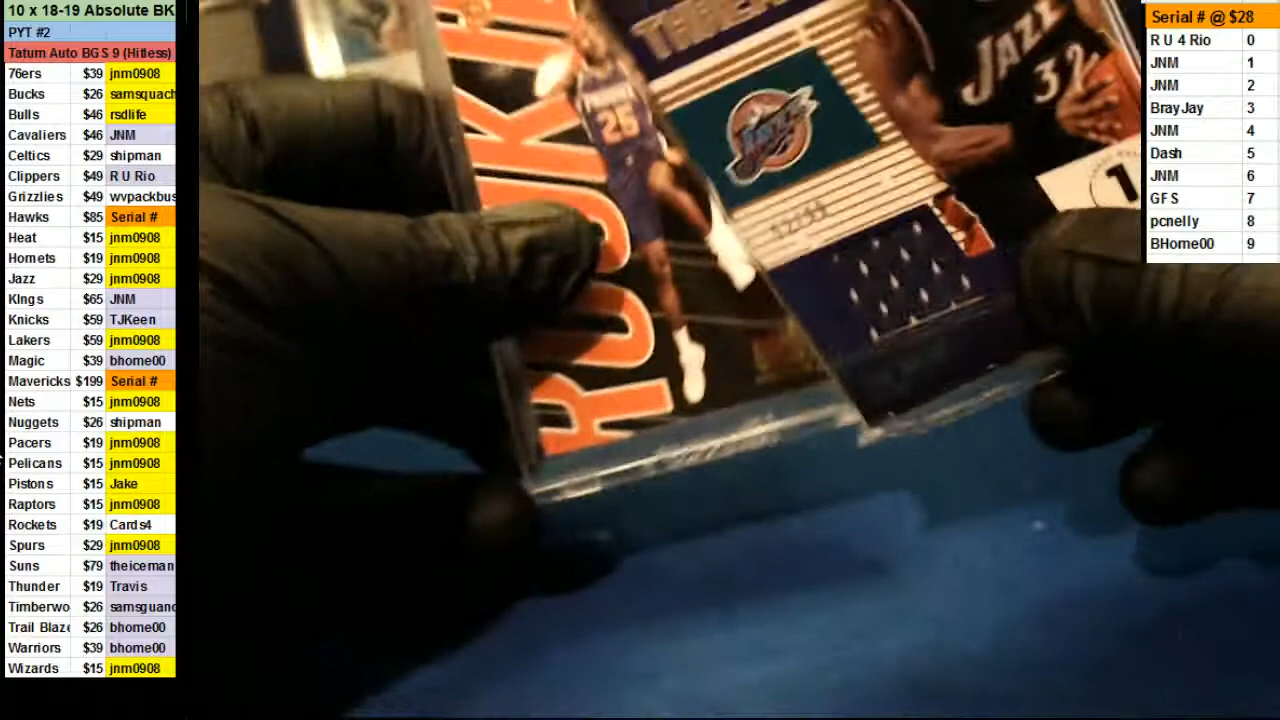 10 x 18-19 Absolute BK
PYT #2
Tatum Auto BGS 9 (Hitless)
76ers $39 jnm0908
Bucks $26 samsquach
Bulls $46 rsdlife
Cavaliers $46 JNM
Celtics $29 shipman
Clippers $49 R U Rio
Grizzlies $49 wvpackbus
Hawks $85 Serial #
Heat $15 jnm0908
Hornets $19 jnm0908
Jazz $29 jnm0908
KIngs $65 JNM
Knicks $59 TJKeen
Lakers $59 jnm0908
Magic $39 bhome00
Mavericks $199 Serial #
Nets $15 jnm0908
Nuggets $26 shipman
Pacers $19 jnm0908
Pelicans $15 jnm0908
Pistons $15 Jake
Raptors $15 jnm0908
Rockets $19 Cards4
Spurs $29 jnm0908
Suns $79 theiceman
Thunder $19 Travis
Timberwo $26 samsguand
Trail Blaze $26 bhome00
Warriors $39 bhome00
Wizards $15 jnm0908
ROOKI
25
JAZZ
32
1
Serial # @ $28
R U 4 Rio 0
JNM 1
JNM 2
BrayJay 3
JNM 4
Dash 5
JNM 6
GFS 7
pcnelly 8
BHome00 9